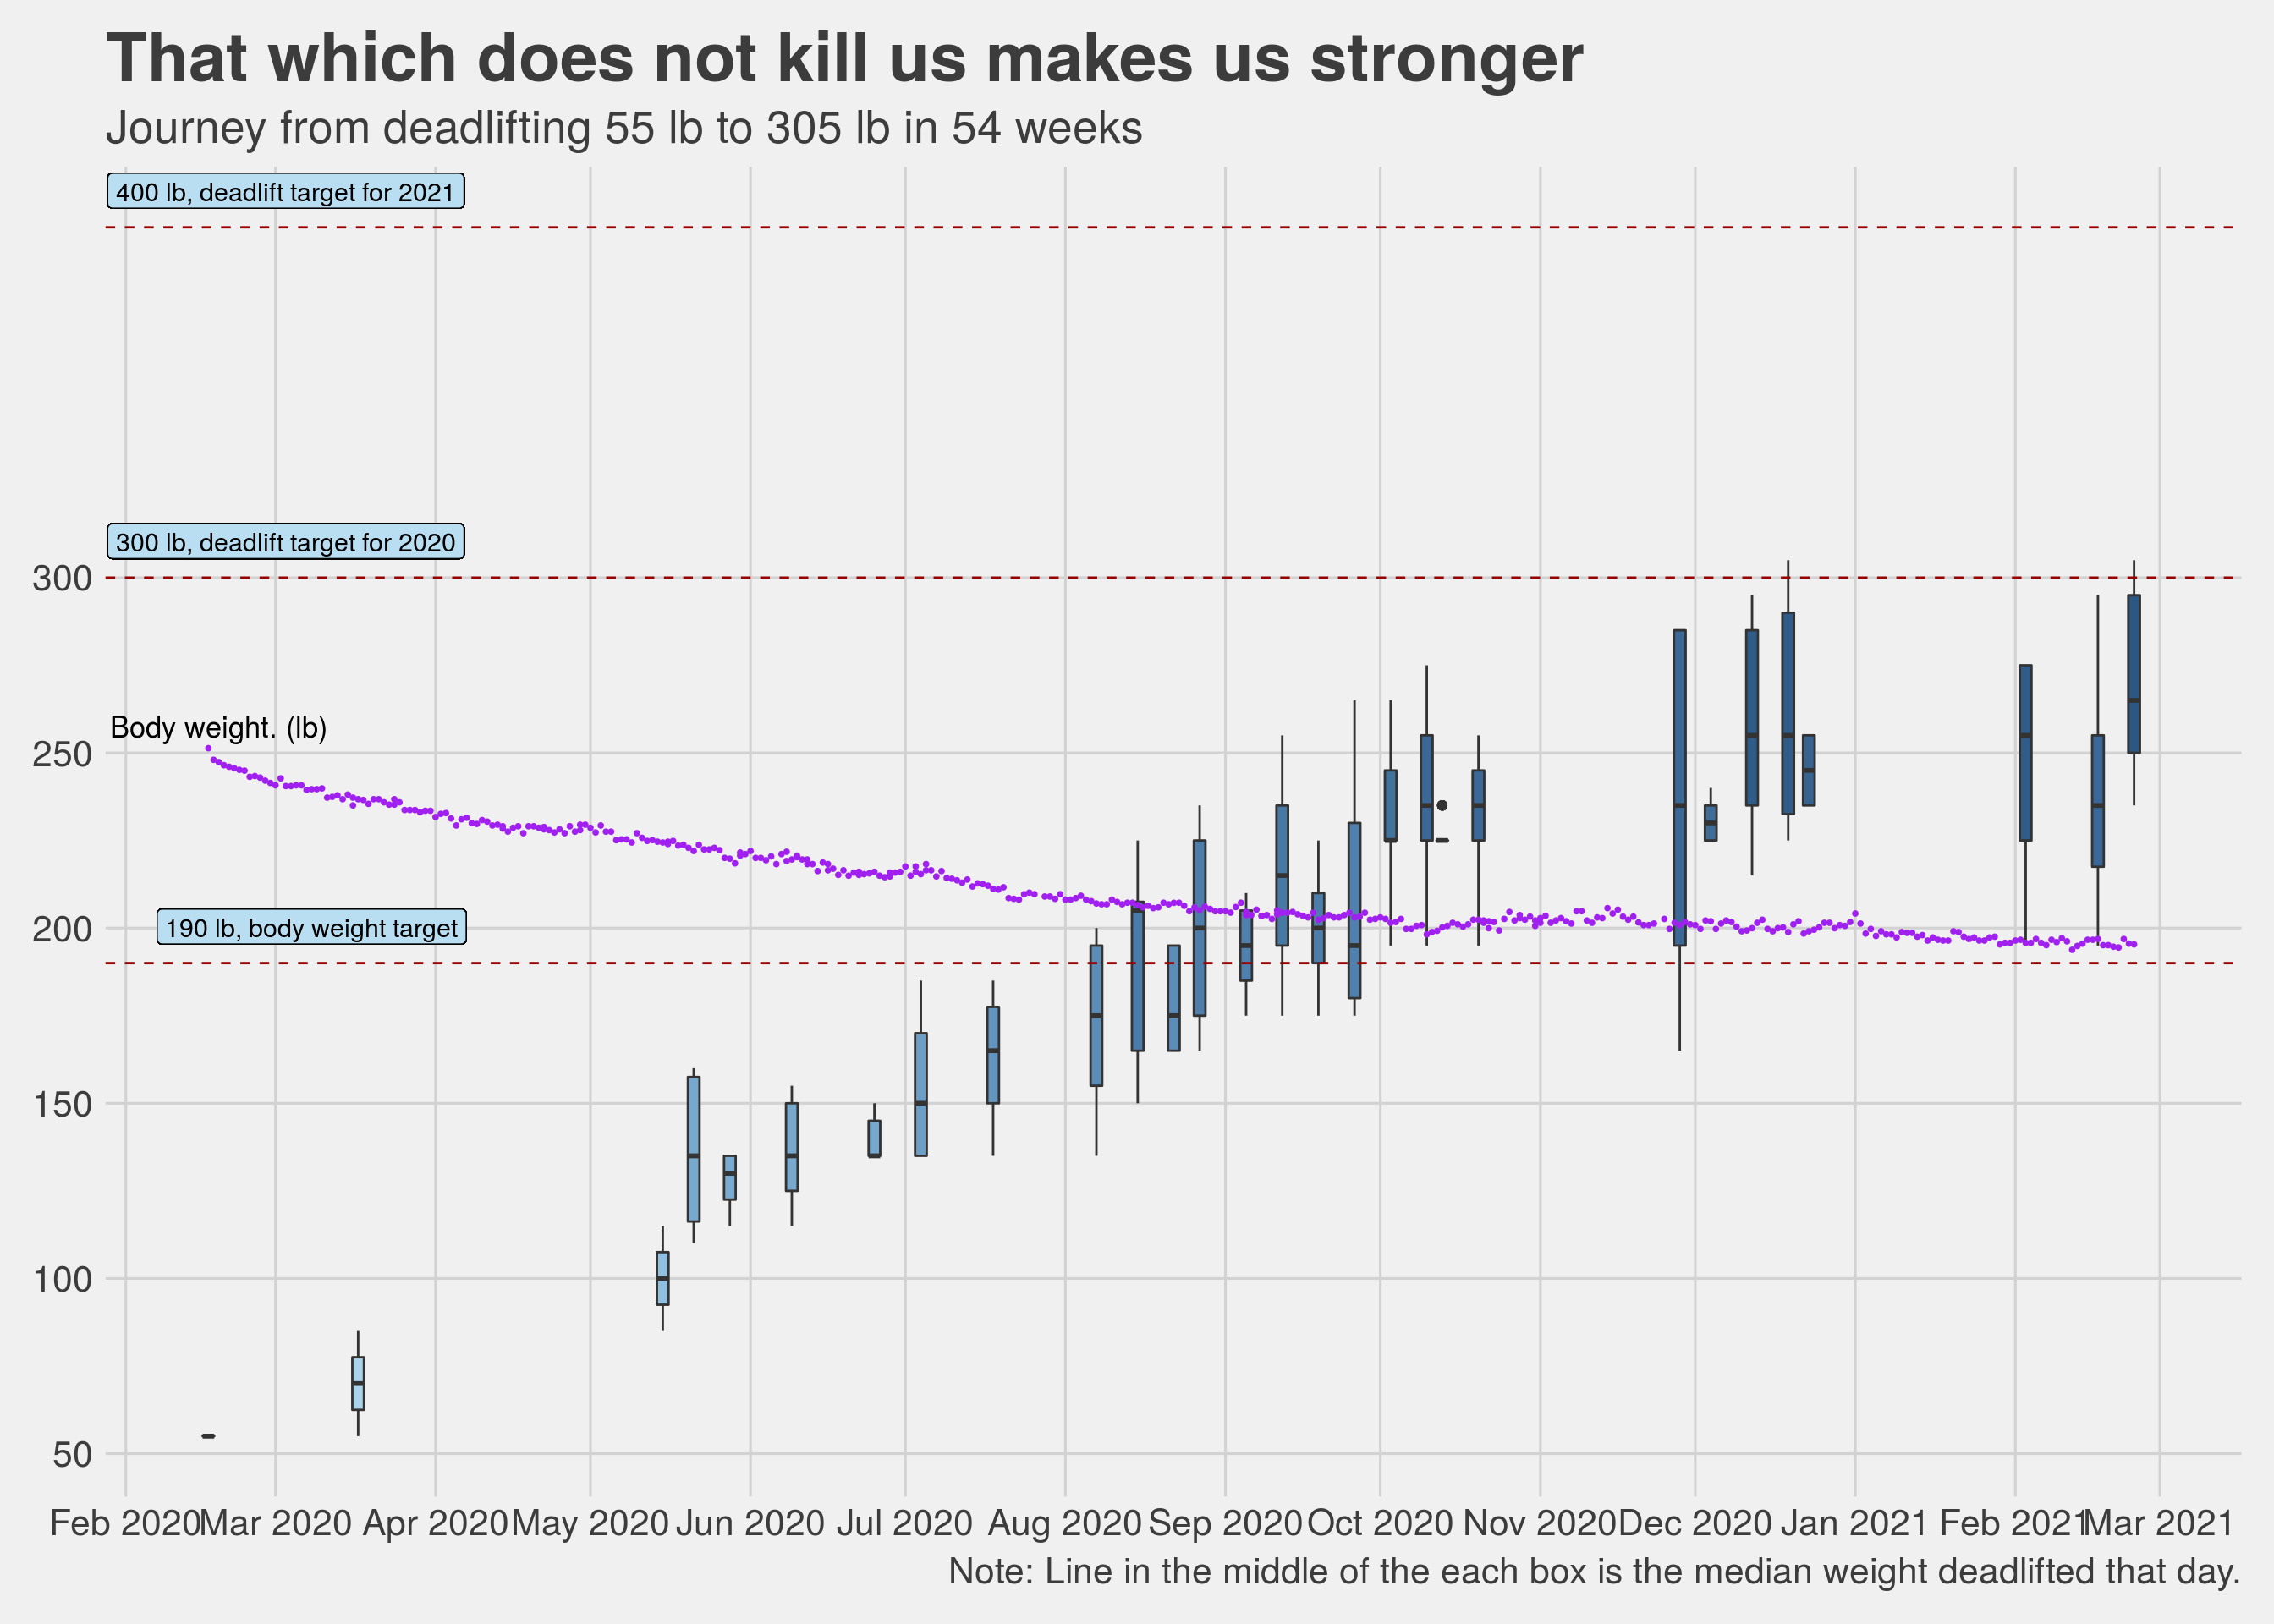 That which does not kill us makes us stronger
Journey from deadlifting 55 lb to 305 lb in 54 weeks
400 lb, deadlift target for 2021
300 lb, deadlift target for 2020
300
Body weight. (lb)
250
190 lb, body weight target
200
150
100
50
Feb 2020 Mar 2020 Apr 2020 May 2020 Jun 2020 Jul 2020 Aug 2020 Sep 2020 Oct 2020 Nov 2020 Dec 2020 Jan 2021 Feb 2021 Mar 2021
Note: Line in the middle of the each box is the median weight deadlifted that day.